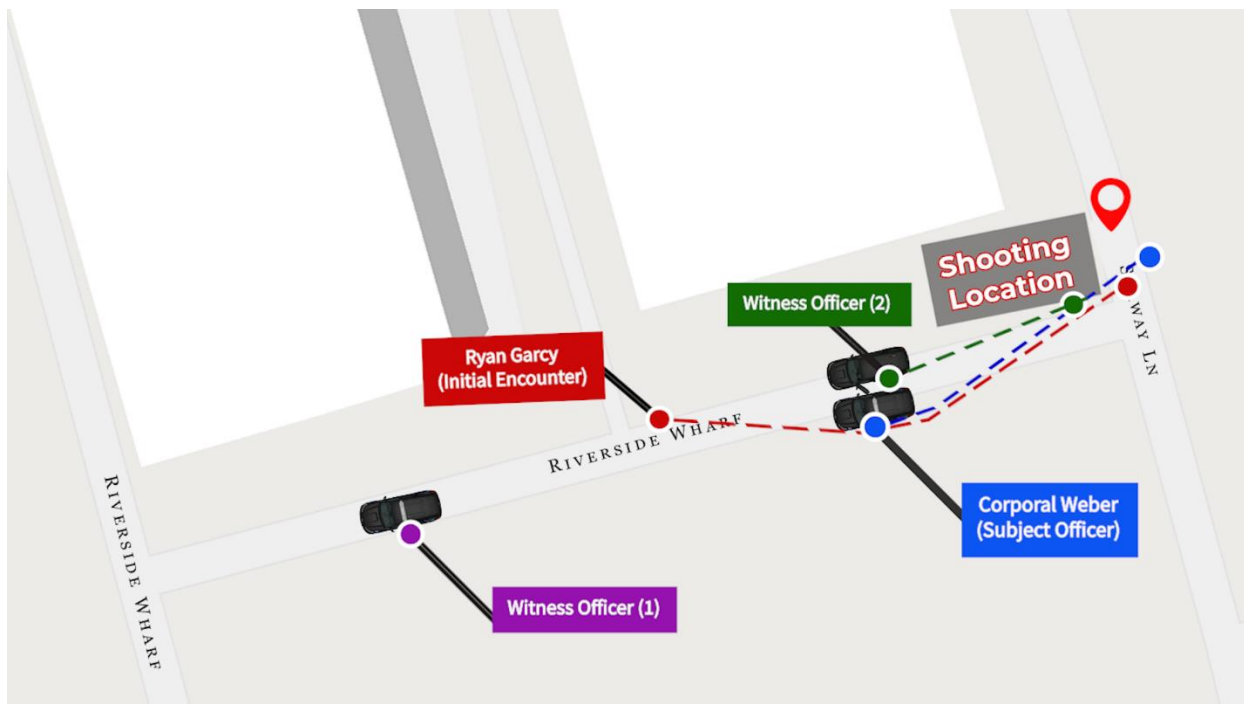 Shooting
Location
Witness Officer (2)
Ryan Garcy
(Initial Encounter)
RIVERSIDE WHARF
WAY LN
Corporal Weber
(Subject Officer)
RIVERSIDE WHARF
Witness Officer (1)